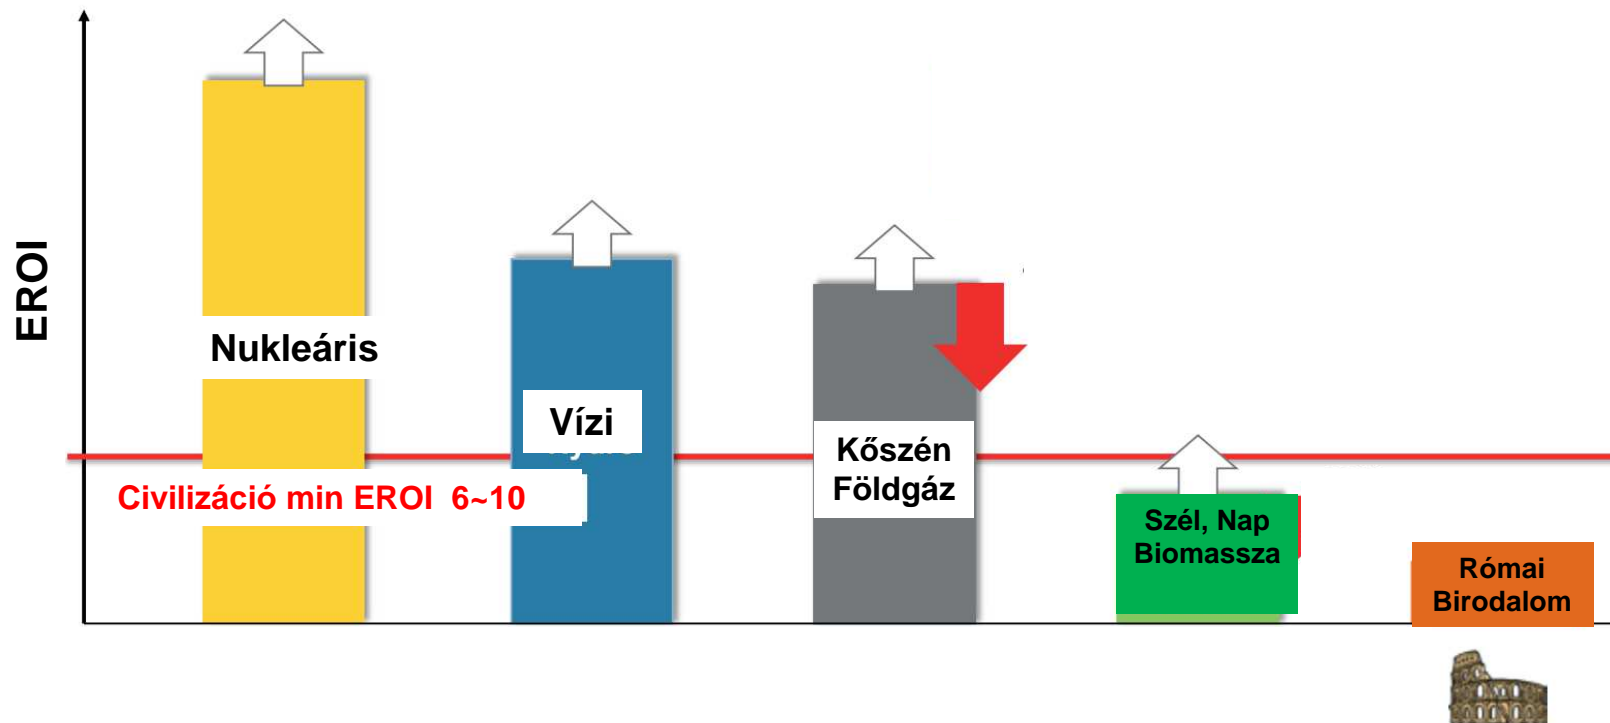 EROI
Nukleáris
Vízi
Civilizáció min EROI 6~10
Kőszén
Földgáz
Szél, Nap
Biomassza
Római
Birodalom